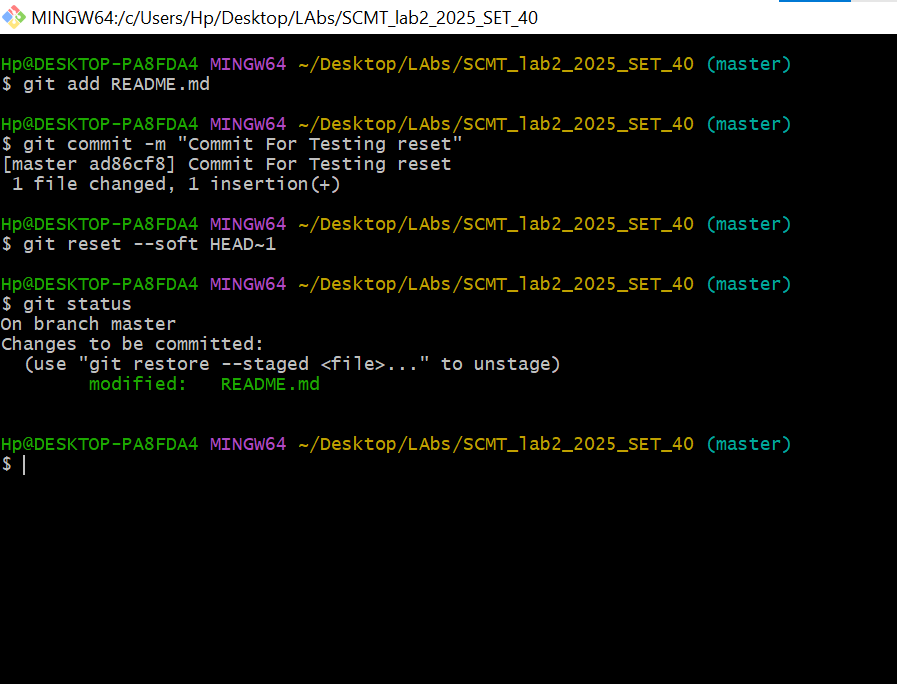 MINGW64:/c/Users/Hp/Desktop/LAbs/SCMT_lab2_2025_SET_40
Hp@DESKTOP-PA8FDA4 MINGW64 ~/Desktop/LAbs/SCMT_lab2_2025_SET_40 (master)
$ git add README.md
Hp@DESKTOP-PA8FDA4 MINGW64 ~/Desktop/LAbs/SCMT_lab2_2025_SET_40 (master)
$ git commit -m "Commit For Testing reset"
[master ad86cf8] Commit For Testing reset
 1 file changed, 1 insertion(+)
Hp@DESKTOP-PA8FDA4 MINGW64 ~/Desktop/LAbs/SCMT_lab2_2025_SET_40 (master)
$ git reset --soft HEAD~1
Hp@DESKTOP-PA8FDA4 MINGW64 ~/Desktop/LAbs/SCMT_lab2_2025_SET_40 (master)
$ git status
On branch master
Changes to be committed:
  (use "git restore --staged <file>..." to unstage)
        modified:   README.md
Hp@DESKTOP-PA8FDA4 MINGW64 ~/Desktop/LAbs/SCMT_lab2_2025_SET_40 (master)
$